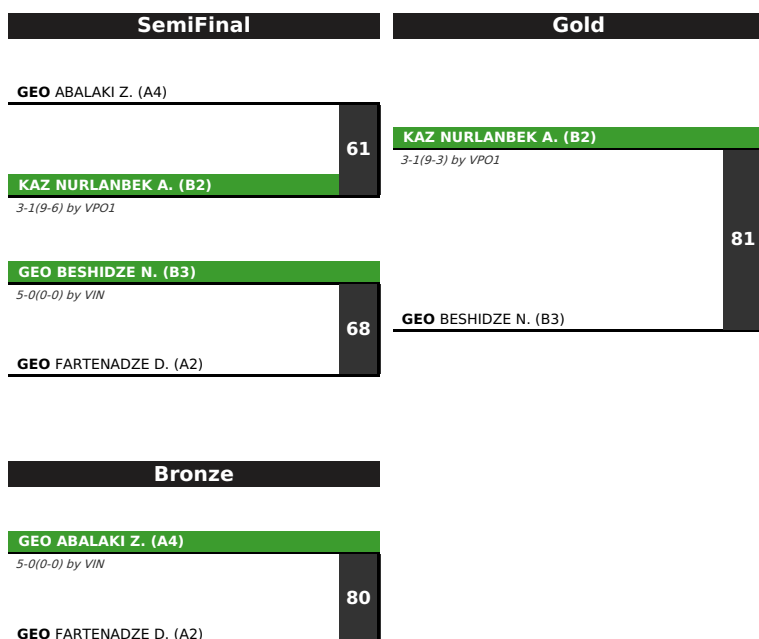 SemiFinal
GEO ABALAKI Z. (A4)
61
KAZ NURLANBEK A. (B2)
3-1(9-6) by VPO1
GEO BESHIDZE N. (B3)
5-0(0-0) by VIN
68
GEO FARTENADZE D. (A2)
Gold
KAZ NURLANBEK A. (B2)
3-1(9-3) by VPO1
81
GEO BESHIDZE N. (B3)
Bronze
GEO ABALAKI Z. (A4)
5-0(0-0) by VIN
80
GEO FARTENADZE D. (A2)